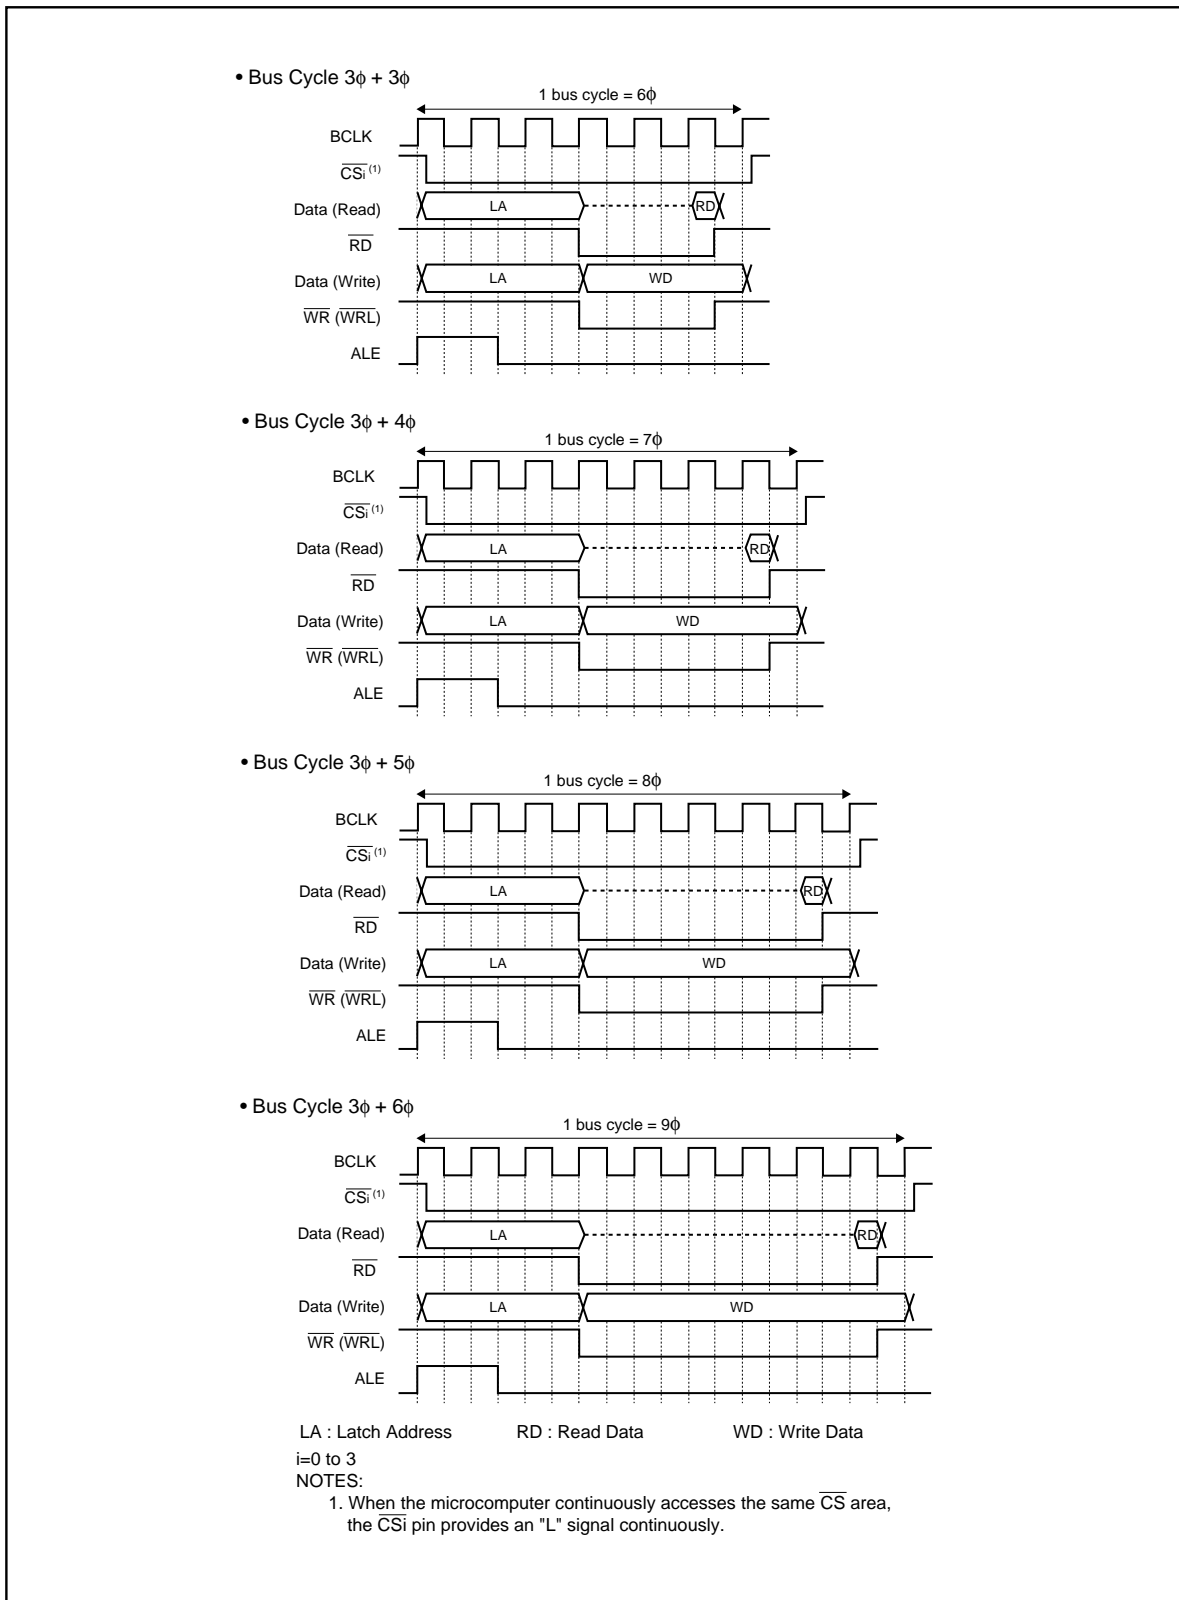 • Bus Cycle 3ϕ + 3ϕ
1 bus cycle = 6ϕ
BCLK
CSi (1)
Data (Read)
LA
RD
RD
Data (Write)
LA
WD
WR (WRL)
ALE
• Bus Cycle 3ϕ + 4ϕ
1 bus cycle = 7ϕ
BCLK
CSi (1)
Data (Read)
LA
RD
RD
Data (Write)
LA
WD
WR (WRL)
ALE
• Bus Cycle 3ϕ + 5ϕ
1 bus cycle = 8ϕ
BCLK
CSi (1)
Data (Read)
LA
RD
RD
Data (Write)
LA
WD
WR (WRL)
ALE
• Bus Cycle 3ϕ + 6ϕ
1 bus cycle = 9ϕ
BCLK
CSi (1)
Data (Read)
LA
RD
RD
Data (Write)
LA
WD
WR (WRL)
ALE
LA : Latch Address RD : Read Data WD : Write Data
i=0 to 3
NOTES:
1. When the microcomputer continuously accesses the same CS area,
the CSi pin provides an "L" signal continuously.